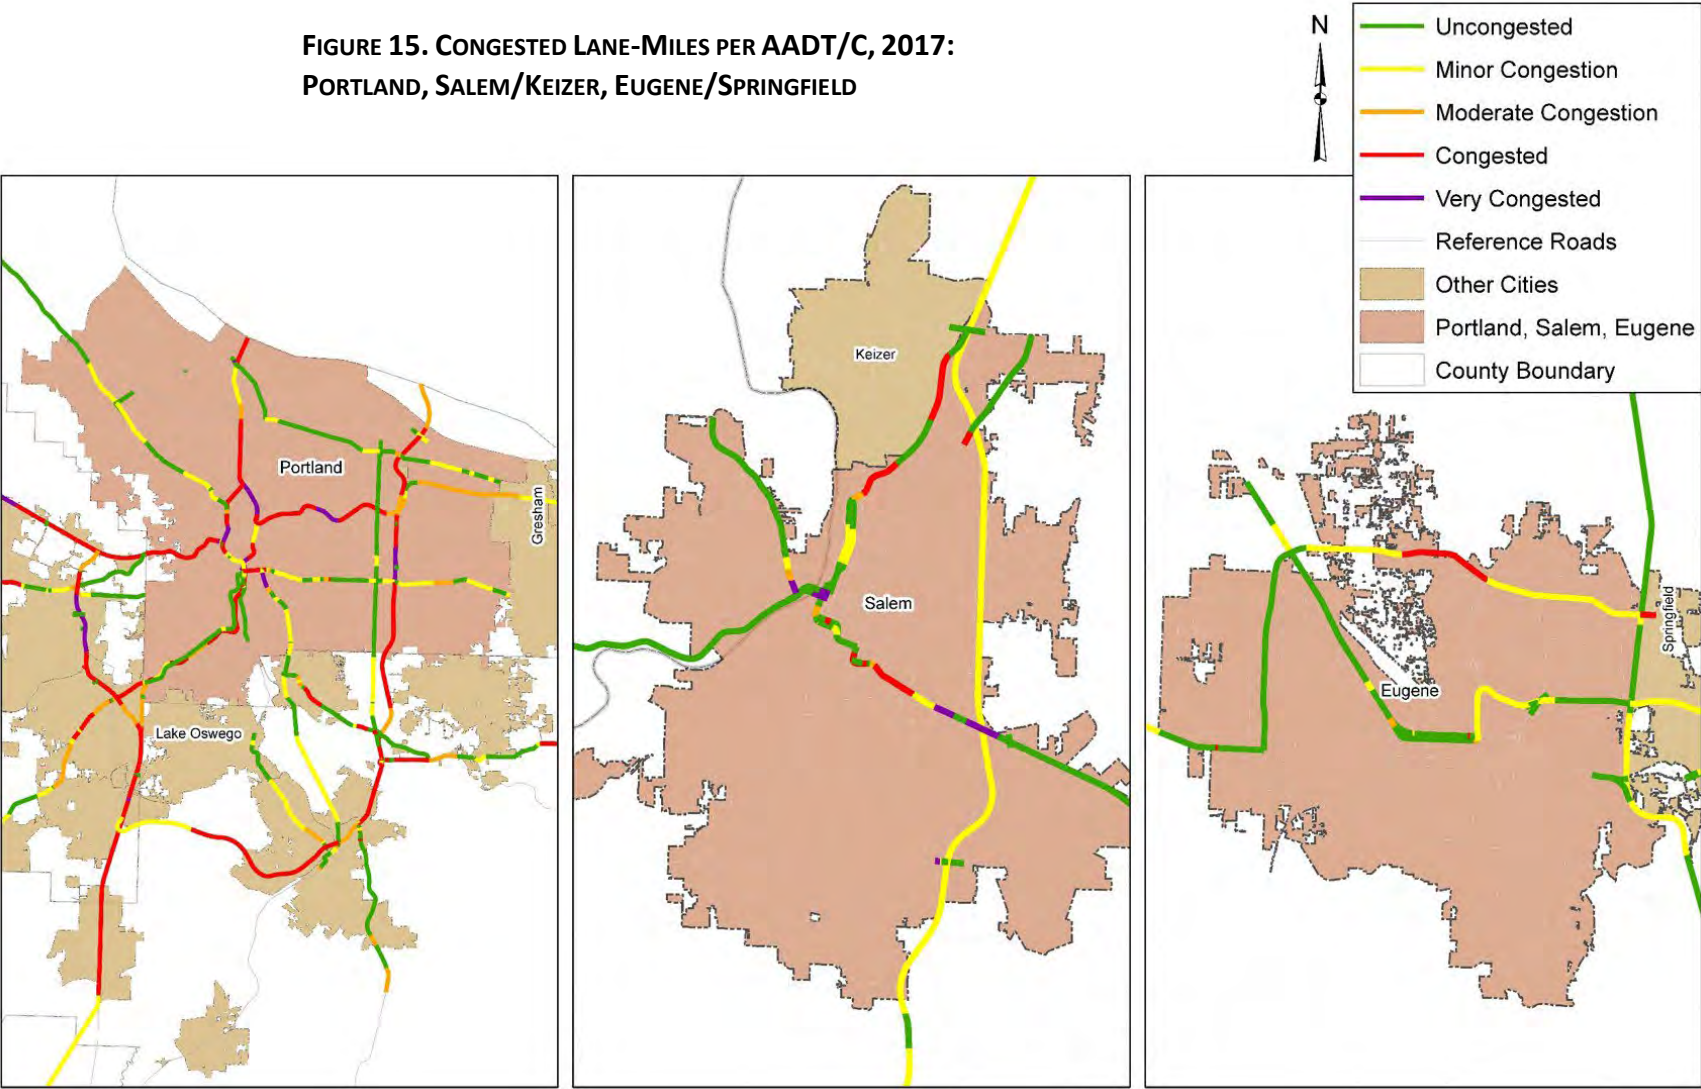 FIGURE 15. CONGESTED LANE-MILES PER AADT/C, 2017:
PORTLAND, SALEM/KEIZER, EUGENE/SPRINGFIELD
N
Uncongested
Minor Congestion
Moderate Congestion
Congested
Very Congested
Reference Roads
Other Cities
Portland, Salem, Eugene
County Boundary
Portland
Gresham
Lake Oswego
Keizer
Salem
Eugene
Springfield